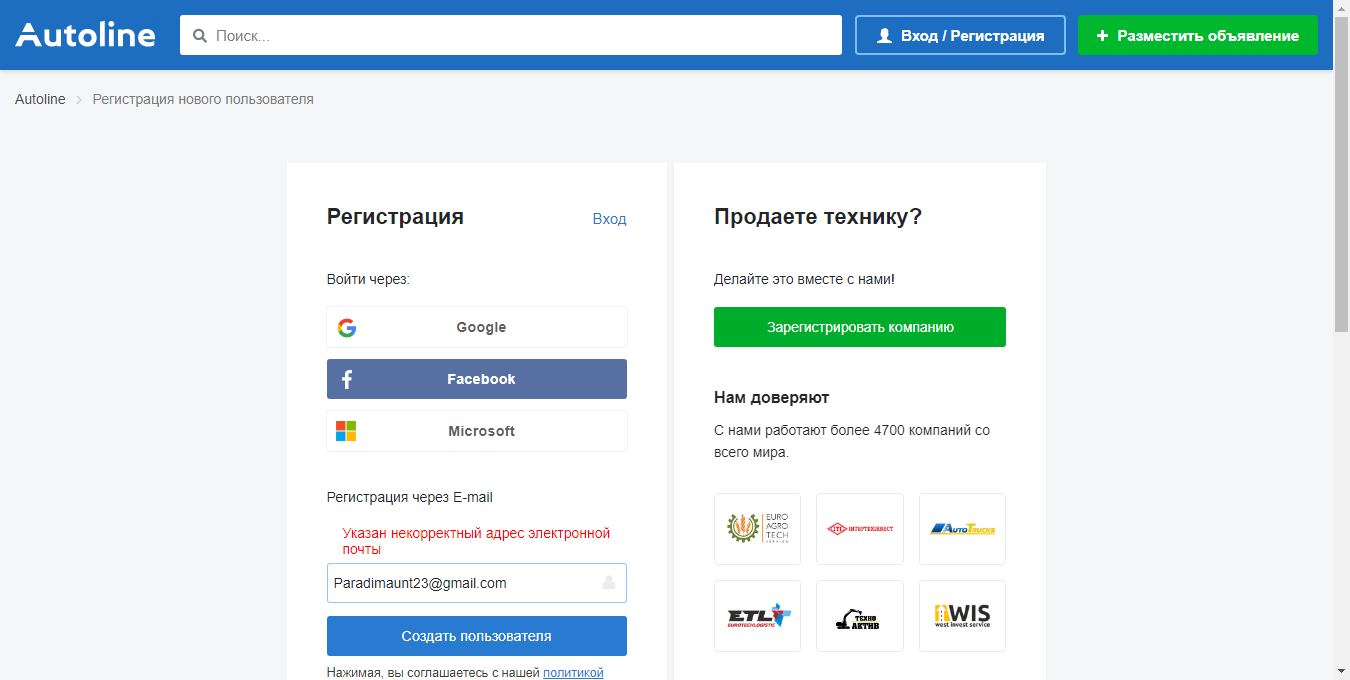 Autoline
Поиск...
Вход / Регистрация
+ Разместить объявление
Autoline > Регистрация нового пользователя
Регистрация
Вход
Войти через:
Google
Facebook
Microsoft
Регистрация через E-mail
Указан некорректный адрес электронной
почты
Paradimaunt23@gmail.com
Создать пользователя
Нажимая, вы соглашаетесь с нашей политикой
Продаете технику?
Делайте это вместе с нами!
Зарегистрировать компанию
Нам доверяют
С нами работают более 4700 компаний со
всего мира.
EURO
AGRO
TECH
SERVICE
ІНТЕРТЕХІНВЕСТ
AUTOTRUCKS
ETL
EUROTECHLOGISTIC
ТЕХНО
АКТИВ
WIS
west invest service